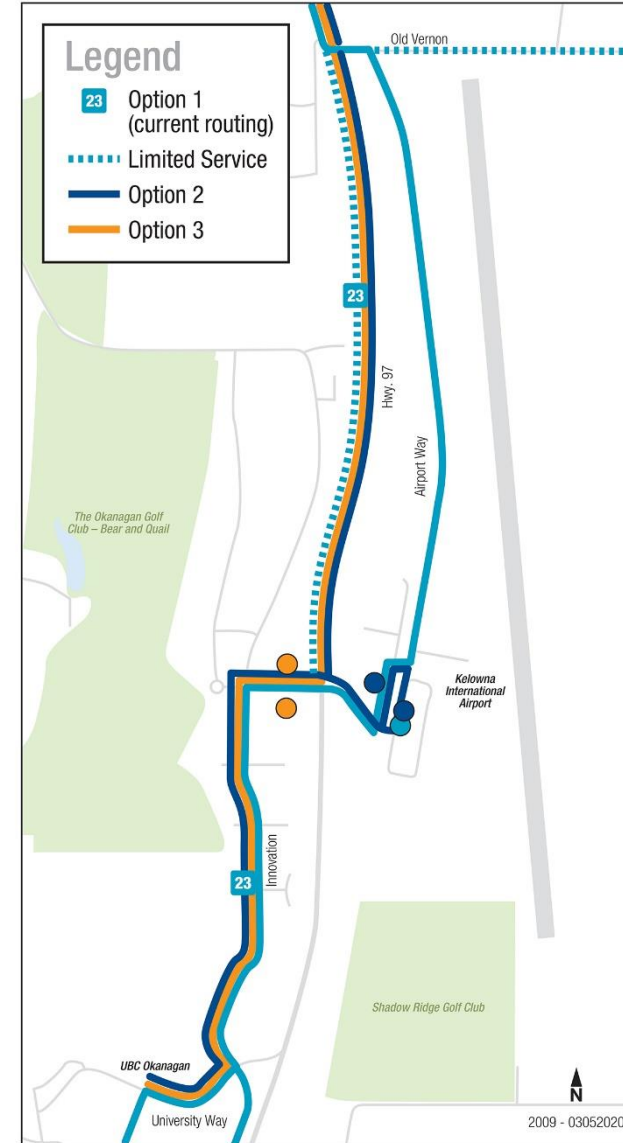 Legend
23 Option 1
(current routing)
Limited Service
Option 2
Option 3
Old Vernon
23
Hwy. 97
Airport Way
The Okanagan Golf
Club – Bear and Quail
Kelowna
International
Airport
Innovation
23
Shadow Ridge Golf Club
UBC Okanagan
University Way
N
2009 - 03052020